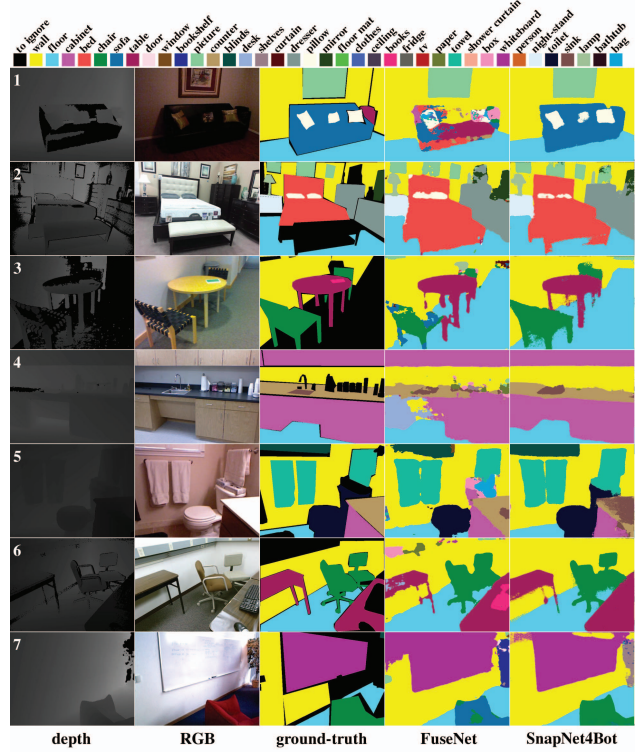 to ignore
wall
floor
cabinet
bed
chair
sofa
table
door
window
bookshelf
picture
counter
blinds
desk
shelves
curtain
dresser
pillow
mirror
floor mat
clothes
ceiling
books
fridge
tv
paper
towel
shower curtain
box
whiteboard
person
night-stand
toilet
sink
lamp
bathtub
bag
1
2
3
4
5
6
7
depth RGB ground-truth FuseNet SnapNet4Bot